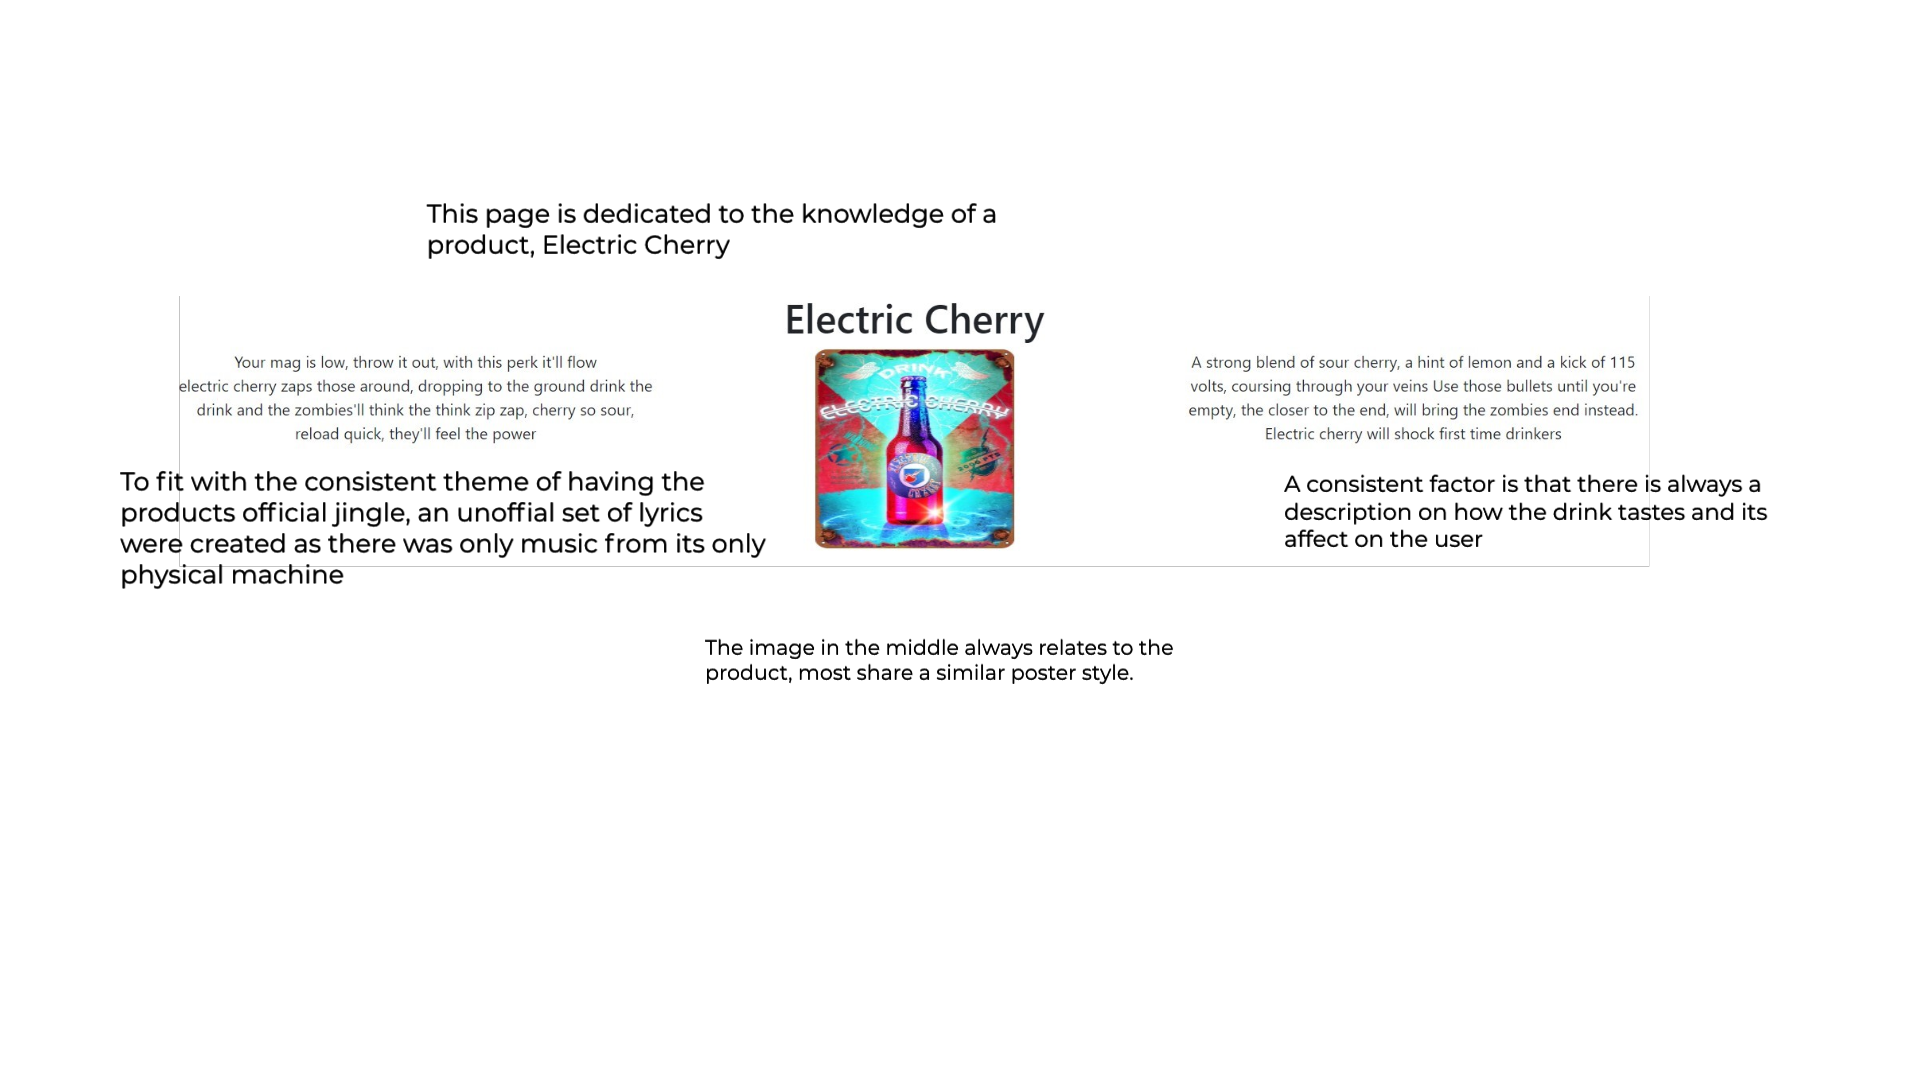 This page is dedicated to the knowledge of a
product, Electric Cherry
Electric Cherry
Your mag is low, throw it out, with this perk it'll flow
electric cherry zaps those around, dropping to the ground drink the
drink and the zombies'll think the think zip zap, cherry so sour,
reload quick, they'll feel the power
DRINK
ELECTRIC CHERRY
A strong blend of sour cherry, a hint of lemon and a kick of 115
volts, coursing through your veins Use those bullets until you're
empty, the closer to the end, will bring the zombies end instead.
Electric cherry will shock first time drinkers
To fit with the consistent theme of having the
products official jingle, an unoffial set of lyrics
were created as there was only music from its only
physical machine
A consistent factor is that there is always a
description on how the drink tastes and its
affect on the user
The image in the middle always relates to the
product, most share a similar poster style.